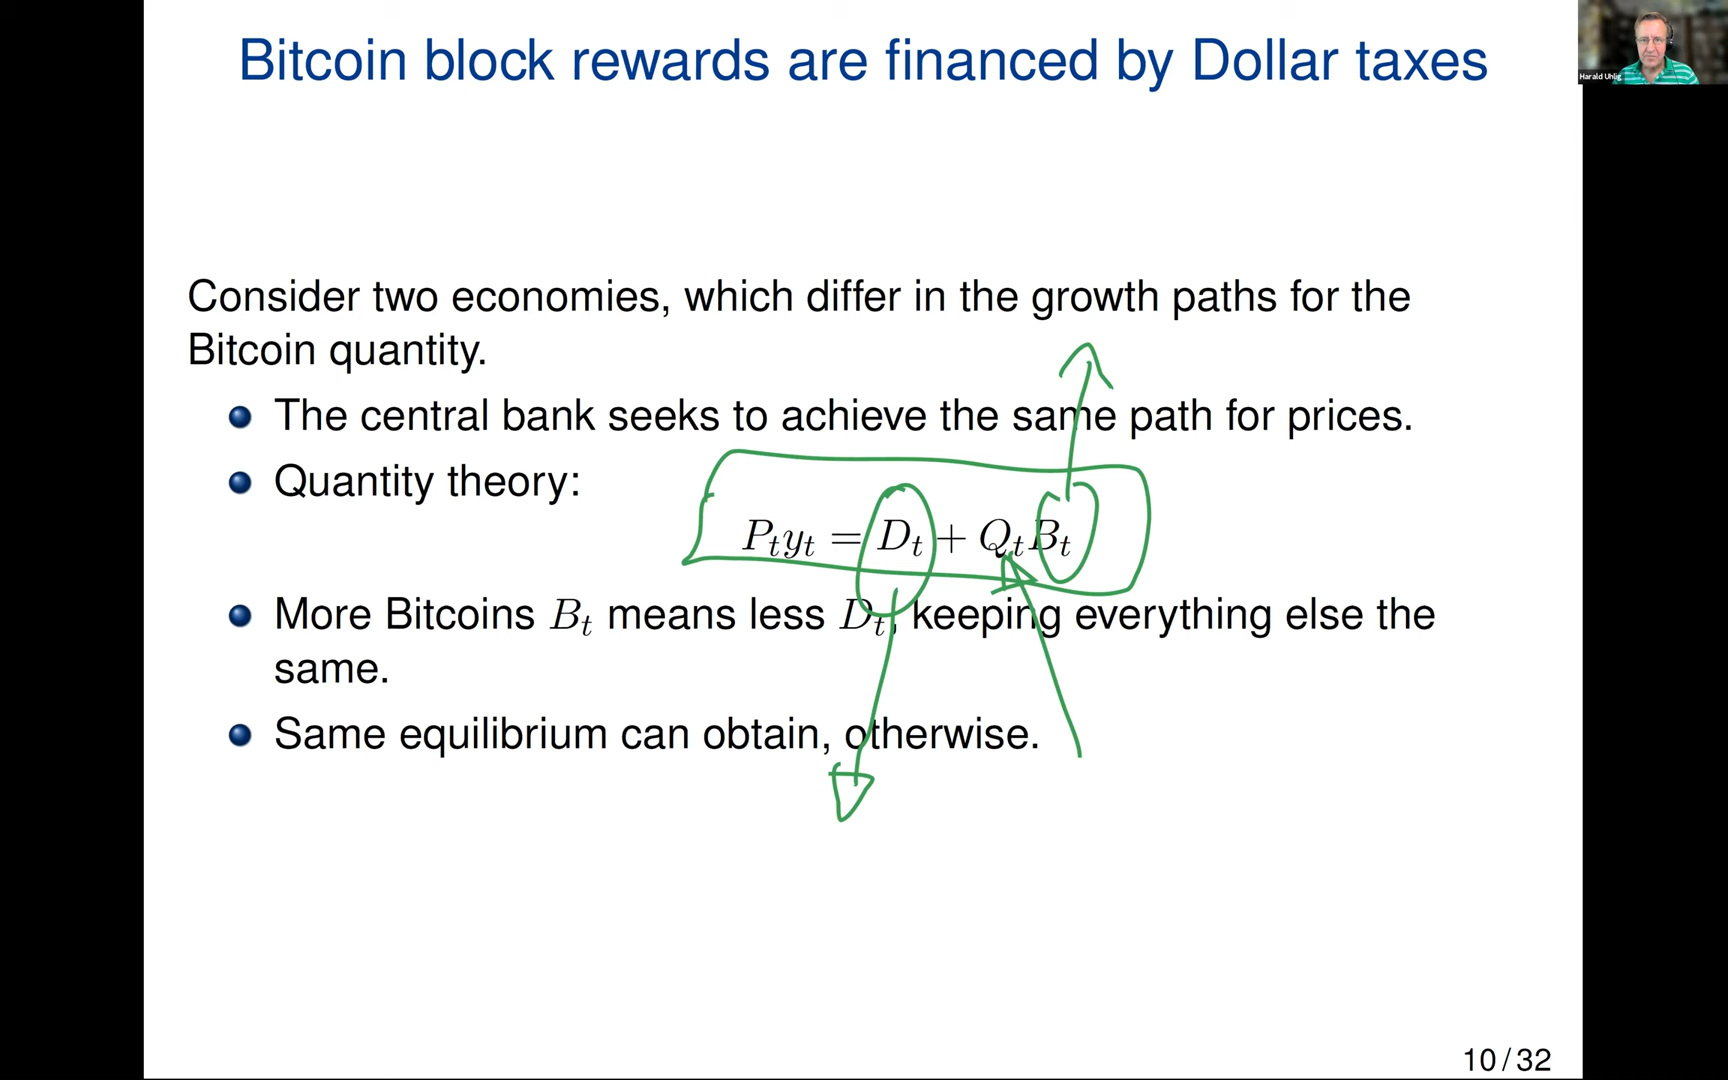 Bitcoin block rewards are financed by Dollar taxes
Harald Uhlig
Consider two economies, which differ in the growth paths for the
Bitcoin quantity.
The central bank seeks to achieve the same path for prices.
Quantity theory:
P_t y_t = D_t + Q_t B_t
More Bitcoins B_t means less D_t, keeping everything else the
same.
Same equilibrium can obtain, otherwise.
10 / 32